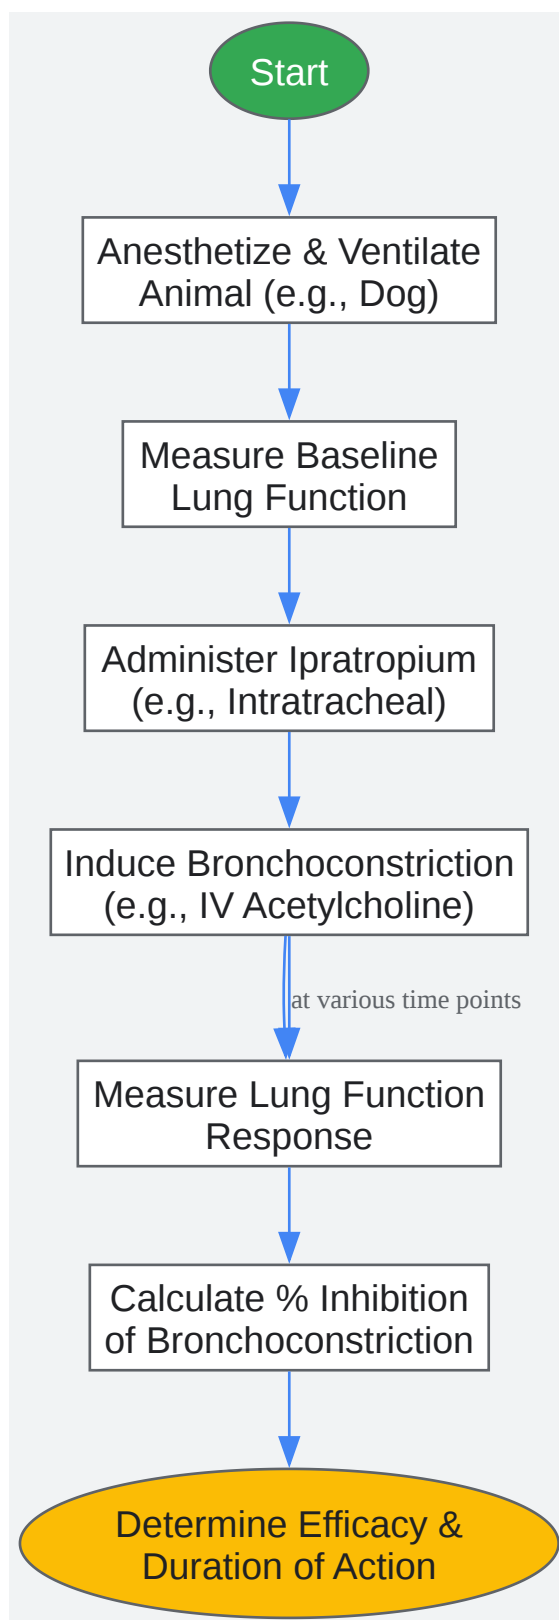 Start
Anesthetize & Ventilate
Animal (e.g., Dog)
Measure Baseline
Lung Function
Administer Ipratropium
(e.g., Intratracheal)
Induce Bronchoconstriction
(e.g., IV Acetylcholine)
at various time points
Measure Lung Function
Response
Calculate % Inhibition
of Bronchoconstriction
Determine Efficacy &
Duration of Action